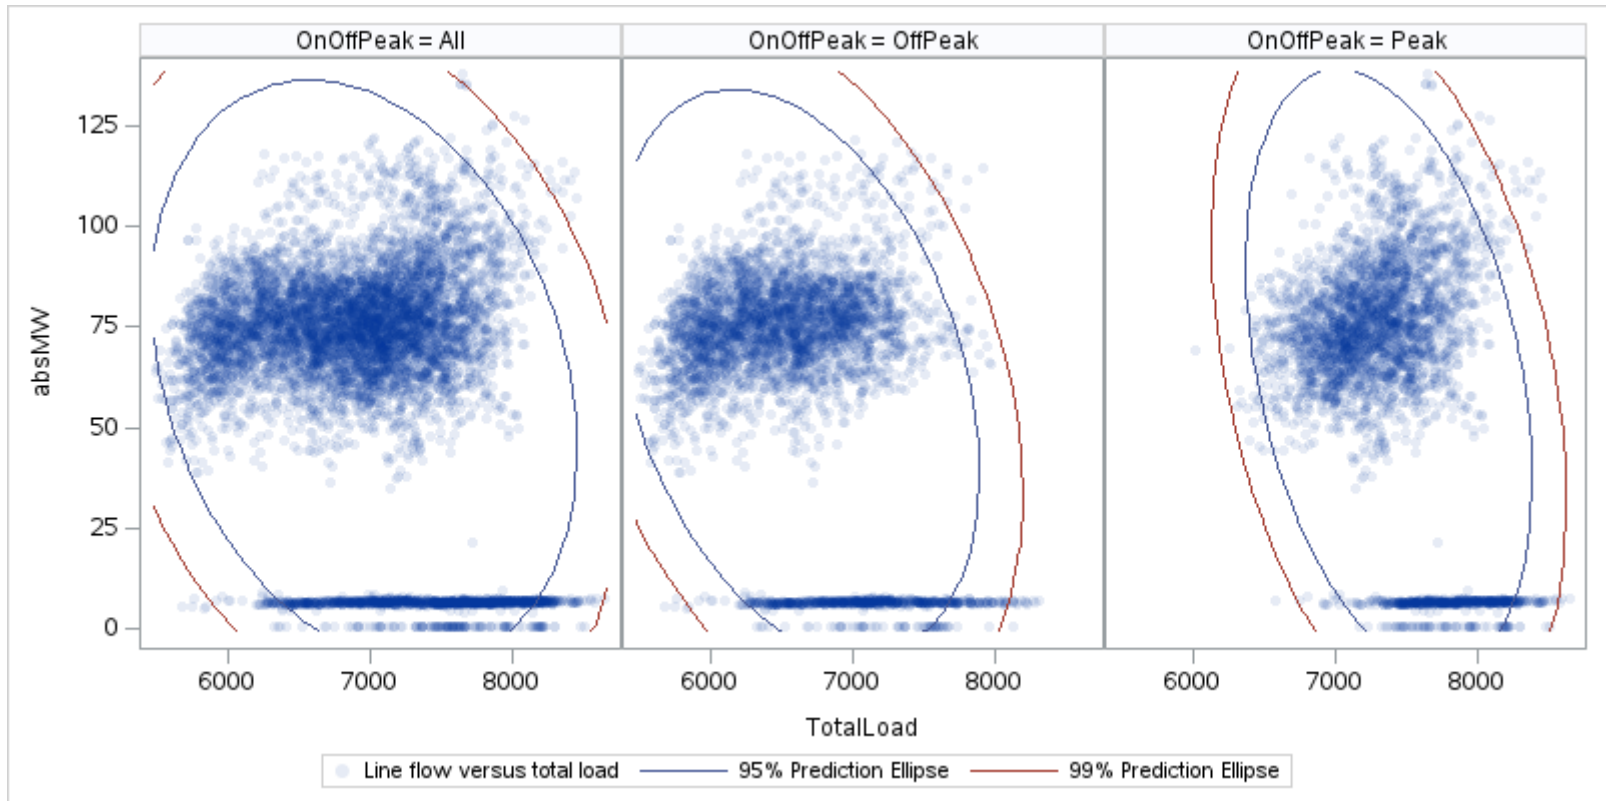 OnOffPeak = All OnOffPeak = OffPeak OnOffPeak = Peak
absMW
125
100
75
50
25
0
6000 7000 8000 6000 7000 8000 6000 7000 8000
TotalLoad
Line flow versus total load 95% Prediction Ellipse 99% Prediction Ellipse